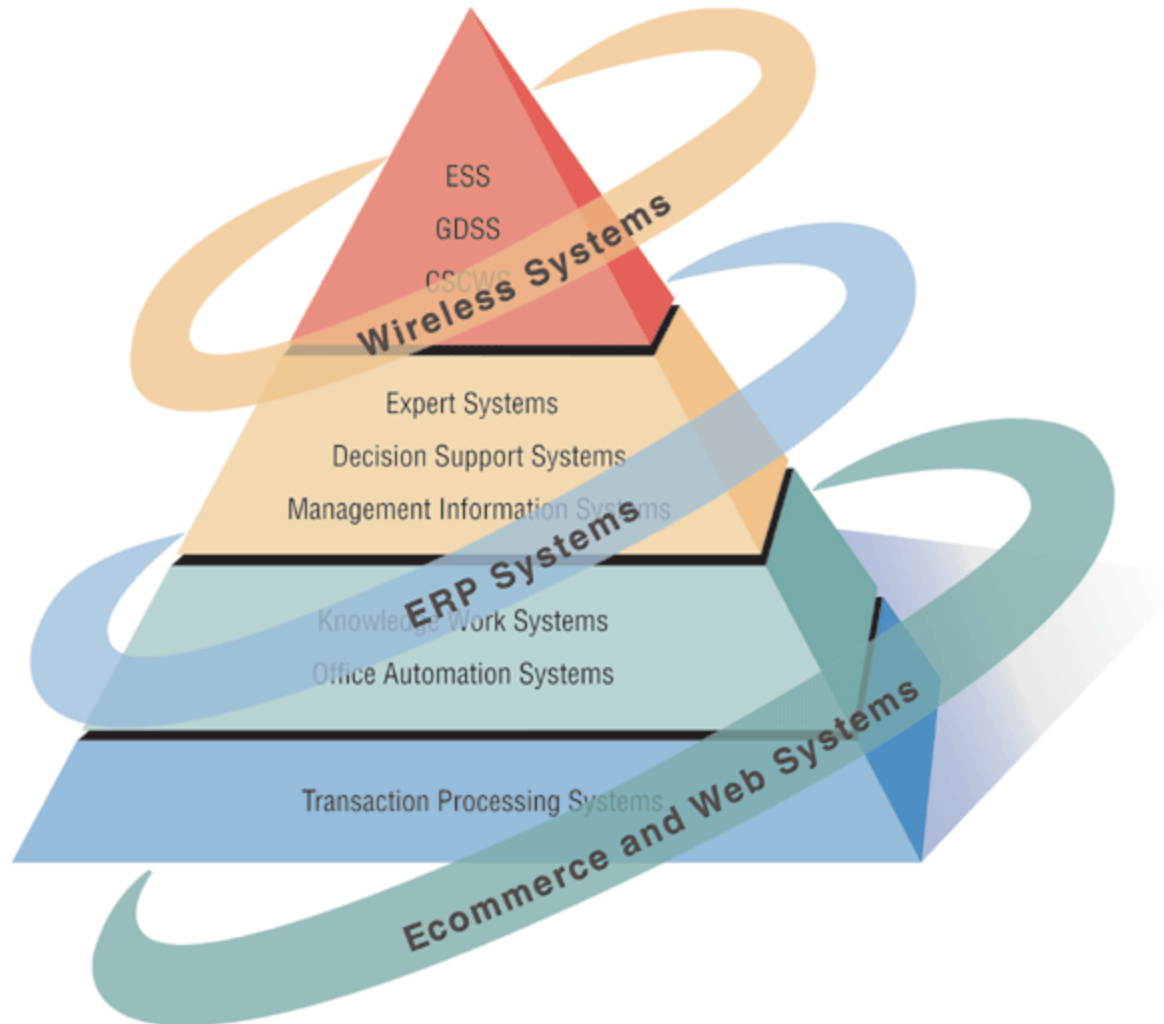 ESS
GDSS
CSCWS
Wireless Systems
Expert Systems
Decision Support Systems
Management Information Systems
ERP Systems
Knowledge Work Systems
Office Automation Systems
Transaction Processing Systems
Ecommerce and Web Systems